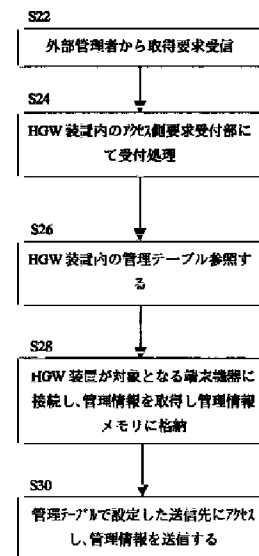 S22
外部管理者から取得要求受信
S24
HGW 装置内のｱｸｾｽ側要求受付部に
て受付処理
S26
HGW 装置内の管理テーブル参照す
る
S28
HGW 装置が対象となる端末機器に
接続し、管理情報を取得し管理情報
メモリに格納
S30
管理ﾃｰﾌﾞﾙで設定した送信先にｱｸｾｽ
し、管理情報を送信する